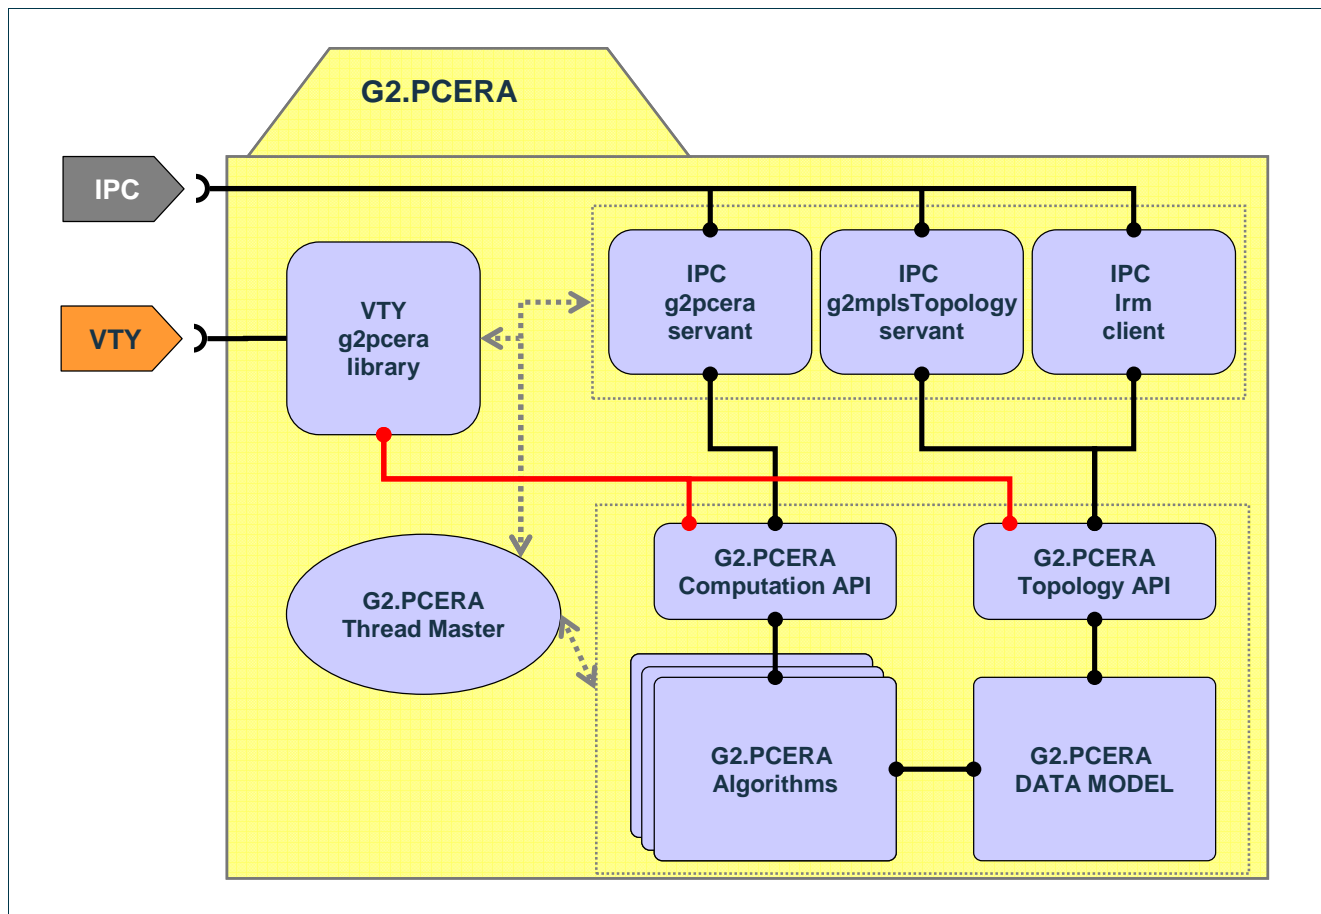 G2.PCERA
IPC
VTY
VTY
g2pcera
library
IPC
g2pcera
servant
IPC
g2mplsTopology
servant
IPC
lrm
client
G2.PCERA
Thread Master
G2.PCERA
Computation API
G2.PCERA
Topology API
G2.PCERA
Algorithms
G2.PCERA
DATA MODEL